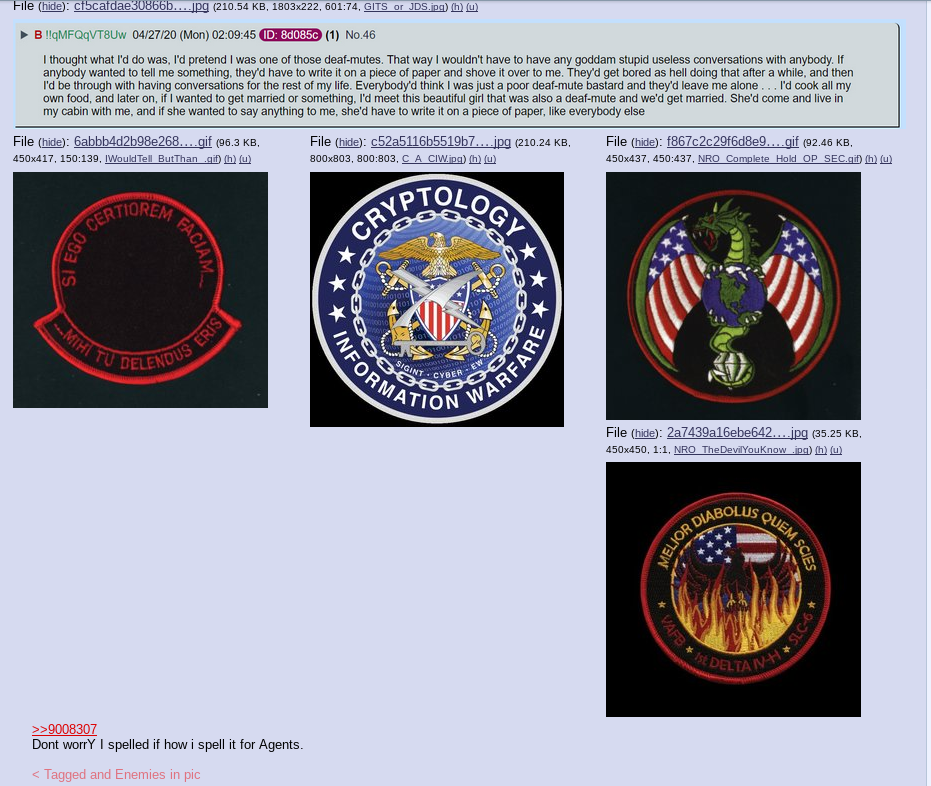 File (hide): cf5cafdae30866b….jpg (210.54 KB, 1803x222, 601:74, GITS_or_JDS.jpg) (h) (u)
▶ B !!qMFQqVT8Uw 04/27/20 (Mon) 02:09:45 ID: 8d085c (1) No.46
I thought what I'd do was, I'd pretend I was one of those deaf-mutes. That way I wouldn't have to have any goddam stupid useless conversations with anybody. If
anybody wanted to tell me something, they'd have to write it on a piece of paper and shove it over to me. They'd get bored as hell doing that after a while, and then
I'd be through with having conversations for the rest of my life. Everybody'd think I was just a poor deaf-mute bastard and they'd leave me alone . . . I'd cook all my
own food, and later on, if I wanted to get married or something, I'd meet this beautiful girl that was also a deaf-mute and we'd get married. She'd come and live in
my cabin with me, and if she wanted to say anything to me, she'd have to write it on a piece of paper, like everybody else
File (hide): 6abbb4d2b98e268….gif (96.3 KB,
450x417, 150:139, IWouldTell_ButThan_.gif) (h) (u)
SI EGO CERTIOREM FACIAM...
...MIHI TU DELENDUS ERIS
File (hide): c52a5116b5519b7….jpg (210.24 KB,
800x803, 800:803, C_A_CIW.jpg) (h) (u)
CRYPTOLOGY
SIGINT · CYBER · EW
INFORMATION WARFARE
File (hide): f867c2c29f6d8e9….gif (92.46 KB,
450x437, 450:437, NRO_Complete_Hold_OP_SEC.gif) (h) (u)
File (hide): 2a7439a16ebe642….jpg (35.25 KB,
450x450, 1:1, NRO_TheDevilYouKnow_.jpg) (h) (u)
MELIOR DIABOLUS QUEM SCIES
VAFB ★ 1st DELTA IV-H ★ SLC-6
>>9008307
Dont worrY I spelled if how i spell it for Agents.
< Tagged and Enemies in pic